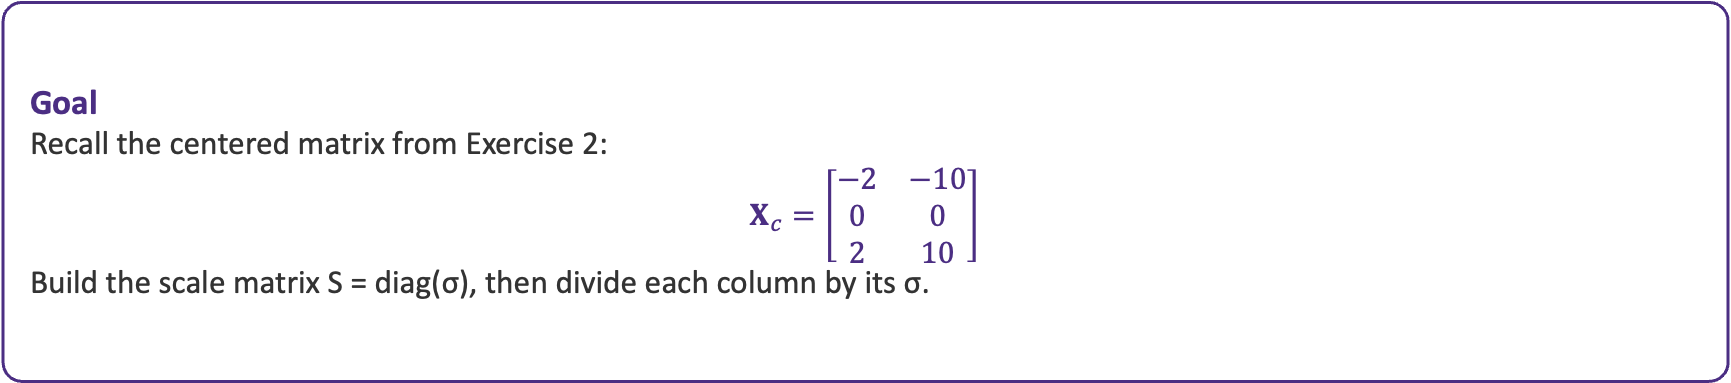 Goal
Recall the centered matrix from Exercise 2:
−2 −10
X_c = [0 0]
2 10
Build the scale matrix S = diag(σ), then divide each column by its σ.